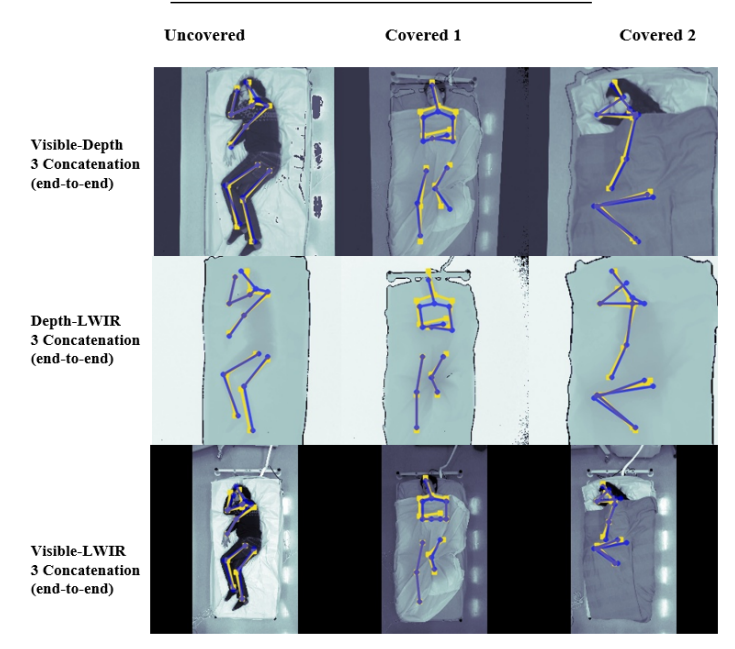 Uncovered Covered 1 Covered 2
Visible-Depth
3 Concatenation
(end-to-end)
Depth-LWIR
3 Concatenation
(end-to-end)
Visible-LWIR
3 Concatenation
(end-to-end)